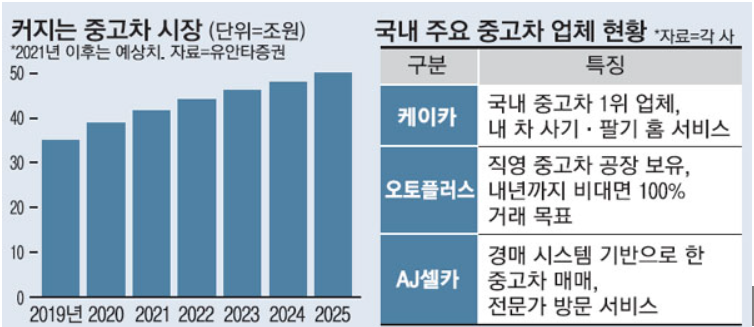 커지는 중고차 시장 (단위=조원)
*2021년 이후는 예상치. 자료=유안타증권
50
40
30
20
10
0
2019년 2020 2021 2022 2023 2024 2025
국내 주요 중고차 업체 현황 *자료=각 사
구분 특징
케이카
국내 중고차 1위 업체,
내 차 사기·팔기 홈 서비스
오토플러스
직영 중고차 공장 보유,
내년까지 비대면 100%
거래 목표
AJ셀카
경매 시스템 기반으로 한
중고차 매매,
전문가 방문 서비스